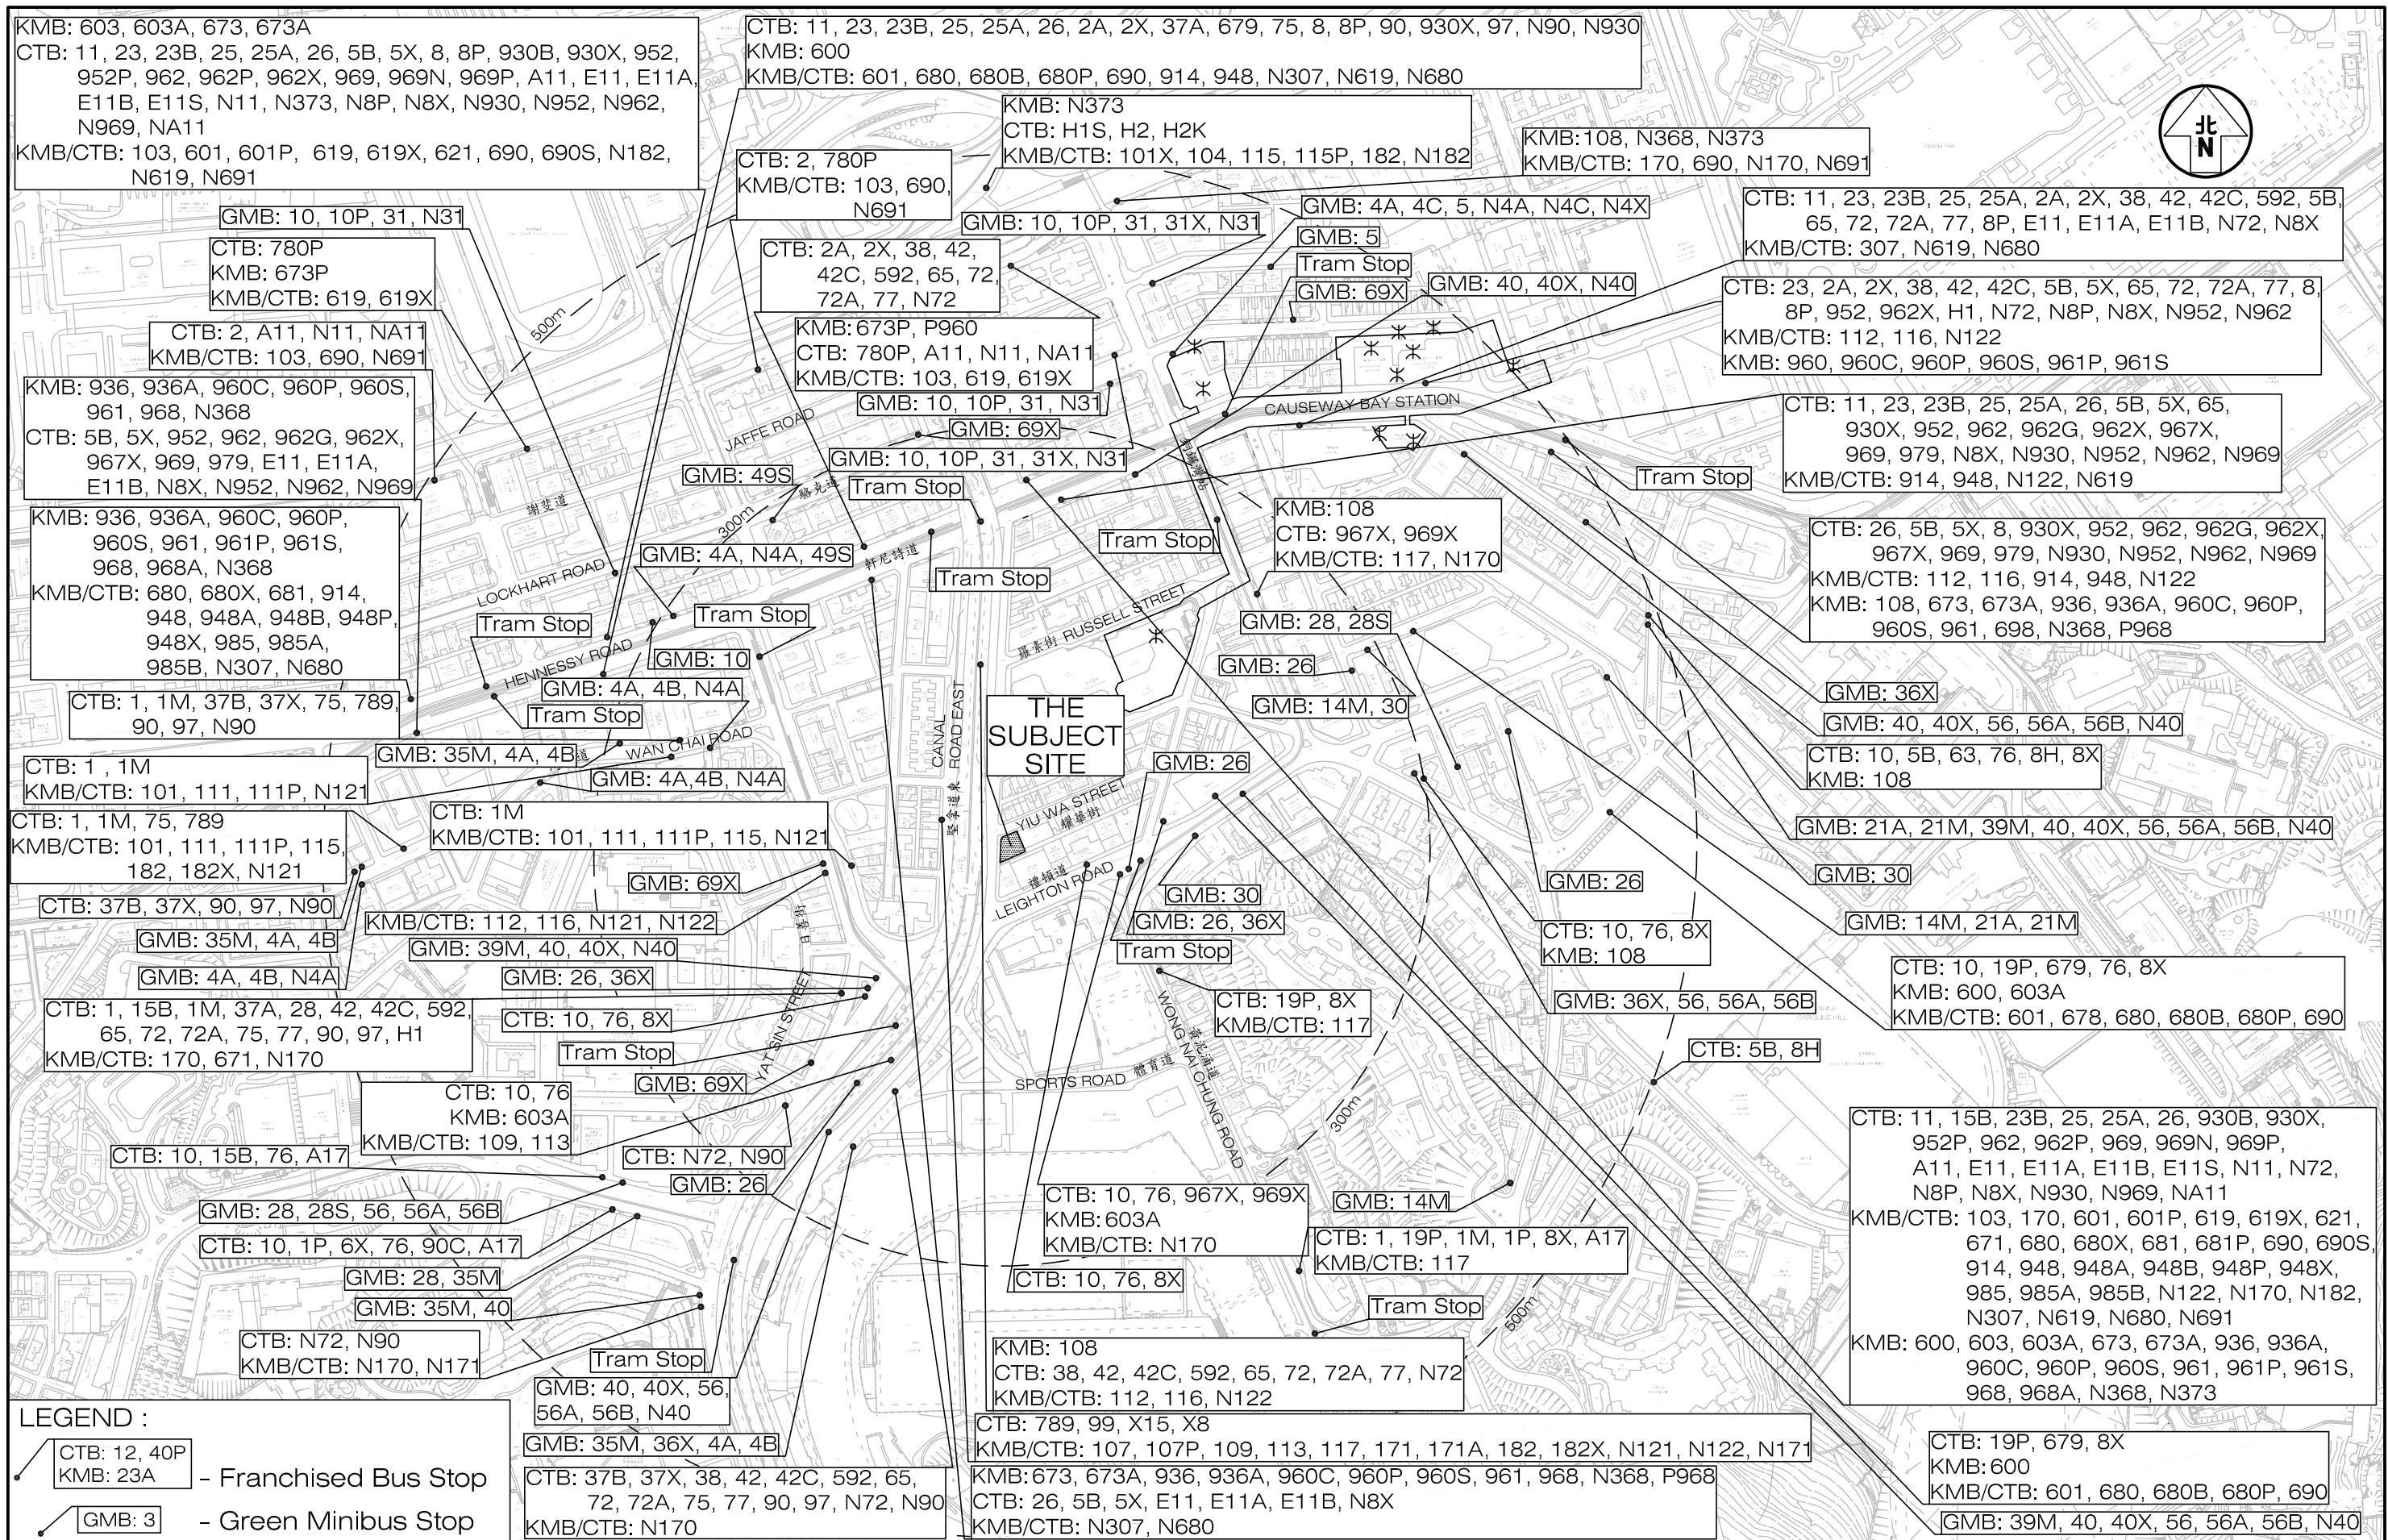 KMB: 603, 603A, 673, 673A
CTB: 11, 23, 23B, 25, 25A, 26, 5B, 5X, 8, 8P, 930B, 930X, 952,
952P, 962, 962P, 962X, 969, 969N, 969P, A11, E11, E11A,
E11B, E11S, N11, N373, N8P, N8X, N930, N952, N962,
N969, NA11
KMB/CTB: 103, 601, 601P, 619, 619X, 621, 690, 690S, N182,
N619, N691
CTB: 11, 23, 23B, 25, 25A, 26, 2A, 2X, 37A, 679, 75, 8, 8P, 90, 930X, 97, N90, N930
KMB: 600
KMB/CTB: 601, 680, 680B, 680P, 690, 914, 948, N307, N619, N680
KMB: N373
CTB: H1S, H2, H2K
KMB/CTB: 101X, 104, 115, 115P, 182, N182
KMB:108, N368, N373
KMB/CTB: 170, 690, N170, N691
北
N
CTB: 2, 780P
KMB/CTB: 103, 690,
N691
GMB: 10, 10P, 31, N31
GMB: 10, 10P, 31, 31X, N31
GMB: 4A, 4C, 5, N4A, N4C, N4X
GMB: 5
Tram Stop
GMB: 69X
GMB: 40, 40X, N40
CTB: 11, 23, 23B, 25, 25A, 2A, 2X, 38, 42, 42C, 592, 5B,
65, 72, 72A, 77, 8P, E11, E11A, E11B, N72, N8X
KMB/CTB: 307, N619, N680
CTB: 780P
KMB: 673P
KMB/CTB: 619, 619X
CTB: 2A, 2X, 38, 42,
42C, 592, 65, 72,
72A, 77, N72
CTB: 23, 2A, 2X, 38, 42, 42C, 5B, 5X, 65, 72, 72A, 77, 8,
8P, 952, 962X, H1, N72, N8P, N8X, N952, N962
KMB/CTB: 112, 116, N122
KMB: 960, 960C, 960P, 960S, 961P, 961S
500m
CTB: 2, A11, N11, NA11
KMB/CTB: 103, 690, N691
KMB: 673P, P960
CTB: 780P, A11, N11, NA11
KMB/CTB: 103, 619, 619X
GMB: 10, 10P, 31, N31
GMB: 69X
GMB: 10, 10P, 31, 31X, N31
CAUSEWAY BAY STATION
銅鑼灣站
JAFFE ROAD
KMB: 936, 936A, 960C, 960P, 960S,
961, 968, N368
CTB: 5B, 5X, 952, 962, 962G, 962X,
967X, 969, 979, E11, E11A,
E11B, N8X, N952, N962, N969
CTB: 11, 23, 23B, 25, 25A, 26, 5B, 5X, 65,
930X, 952, 962, 962G, 962X, 967X,
969, 979, N8X, N930, N952, N962, N969
KMB/CTB: 914, 948, N122, N619
GMB: 49S
駱克道
Tram Stop
Tram Stop
謝斐道
300m
KMB: 936, 936A, 960C, 960P,
960S, 961, 961P, 961S,
968, 968A, N368
KMB/CTB: 680, 680X, 681, 914,
948, 948A, 948B, 948P,
948X, 985, 985A,
985B, N307, N680
GMB: 4A, N4A, 49S
軒尼詩道
Tram Stop
Tram Stop
KMB:108
CTB: 967X, 969X
KMB/CTB: 117, N170
CTB: 26, 5B, 5X, 8, 930X, 952, 962, 962G, 962X,
967X, 969, 979, N930, N952, N962, N969
KMB/CTB: 112, 116, 914, 948, N122
KMB: 108, 673, 673A, 936, 936A, 960C, 960P,
960S, 961, 698, N368, P968
LOCKHART ROAD
Tram Stop
Tram Stop
HENNESSY ROAD
GMB: 10
羅素街 RUSSELL STREET
GMB: 28, 28S
GMB: 26
GMB: 14M, 30
GMB: 36X
GMB: 4A, 4B, N4A
Tram Stop
CTB: 1, 1M, 37B, 37X, 75, 789,
90, 97, N90
GMB: 35M, 4A, 4B
道 WAN CHAI ROAD
GMB: 4A,4B, N4A
CTB: 1 , 1M
KMB/CTB: 101, 111, 111P, N121
CANAL
ROAD EAST
堅拿道東
THE
SUBJECT
SITE
GMB: 26
GMB: 40, 40X, 56, 56A, 56B, N40
CTB: 10, 5B, 63, 76, 8H, 8X
KMB: 108
CTB: 1, 1M, 75, 789
KMB/CTB: 101, 111, 111P, 115,
182, 182X, N121
CTB: 1M
KMB/CTB: 101, 111, 111P, 115, N121
YIU WA STREET
耀華街
GMB: 21A, 21M, 39M, 40, 40X, 56, 56A, 56B, N40
GMB: 69X
禮頓道
LEIGHTON ROAD
GMB: 30
GMB: 26
GMB: 30
CTB: 37B, 37X, 90, 97, N90
KMB/CTB: 112, 116, N121, N122
GMB: 26, 36X
GMB: 14M, 21A, 21M
GMB: 35M, 4A, 4B
GMB: 39M, 40, 40X, N40
Tram Stop
CTB: 10, 76, 8X
KMB: 108
GMB: 4A, 4B, N4A
GMB: 26, 36X
CTB: 10, 19P, 679, 76, 8X
KMB: 600, 603A
KMB/CTB: 601, 678, 680, 680B, 680P, 690
CTB: 1, 15B, 1M, 37A, 28, 42, 42C, 592,
65, 72, 72A, 75, 77, 90, 97, H1
KMB/CTB: 170, 671, N170
CTB: 10, 76, 8X
CTB: 19P, 8X
KMB/CTB: 117
GMB: 36X, 56, 56A, 56B
CAROLINE HILL
Tram Stop
日善街
YAT SIN STREET
GMB: 69X
黃泥涌道
WONG NAI CHUNG ROAD
CTB: 5B, 8H
SPORTS ROAD 體育道
300m
CTB: 10, 76
KMB: 603A
KMB/CTB: 109, 113
CTB: 10, 15B, 76, A17
CTB: N72, N90
GMB: 26
CTB: 11, 15B, 23B, 25, 25A, 26, 930B, 930X,
952P, 962, 962P, 969, 969N, 969P,
A11, E11, E11A, E11B, E11S, N11, N72,
N8P, N8X, N930, N969, NA11
KMB/CTB: 103, 170, 601, 601P, 619, 619X, 621,
671, 680, 680X, 681, 681P, 690, 690S,
914, 948, 948A, 948B, 948P, 948X,
985, 985A, 985B, N122, N170, N182,
N307, N619, N680, N691
KMB: 600, 603, 603A, 673, 673A, 936, 936A,
960C, 960P, 960S, 961, 961P, 961S,
968, 968A, N368, N373
GMB: 28, 28S, 56, 56A, 56B
CTB: 10, 76, 967X, 969X
KMB: 603A
KMB/CTB: N170
GMB: 14M
CTB: 10, 1P, 6X, 76, 90C, A17
CTB: 1, 19P, 1M, 1P, 8X, A17
KMB/CTB: 117
GMB: 28, 35M
CTB: 10, 76, 8X
GMB: 35M, 40
Tram Stop
500m
CTB: N72, N90
KMB/CTB: N170, N171
Tram Stop
KMB: 108
CTB: 38, 42, 42C, 592, 65, 72, 72A, 77, N72
KMB/CTB: 112, 116, N122
GMB: 40, 40X, 56,
56A, 56B, N40
CTB: 789, 99, X15, X8
KMB/CTB: 107, 107P, 109, 113, 117, 171, 171A, 182, 182X, N121, N122, N171
GMB: 35M, 36X, 4A, 4B
CTB: 37B, 37X, 38, 42, 42C, 592, 65,
72, 72A, 75, 77, 90, 97, N72, N90
KMB/CTB: N170
KMB: 673, 673A, 936, 936A, 960C, 960P, 960S, 961, 968, N368, P968
CTB: 26, 5B, 5X, E11, E11A, E11B, N8X
KMB/CTB: N307, N680
CTB: 19P, 679, 8X
KMB: 600
KMB/CTB: 601, 680, 680B, 680P, 690
GMB: 39M, 40, 40X, 56, 56A, 56B, N40
LEGEND :
CTB: 12, 40P
KMB: 23A
- Franchised Bus Stop
GMB: 3
- Green Minibus Stop